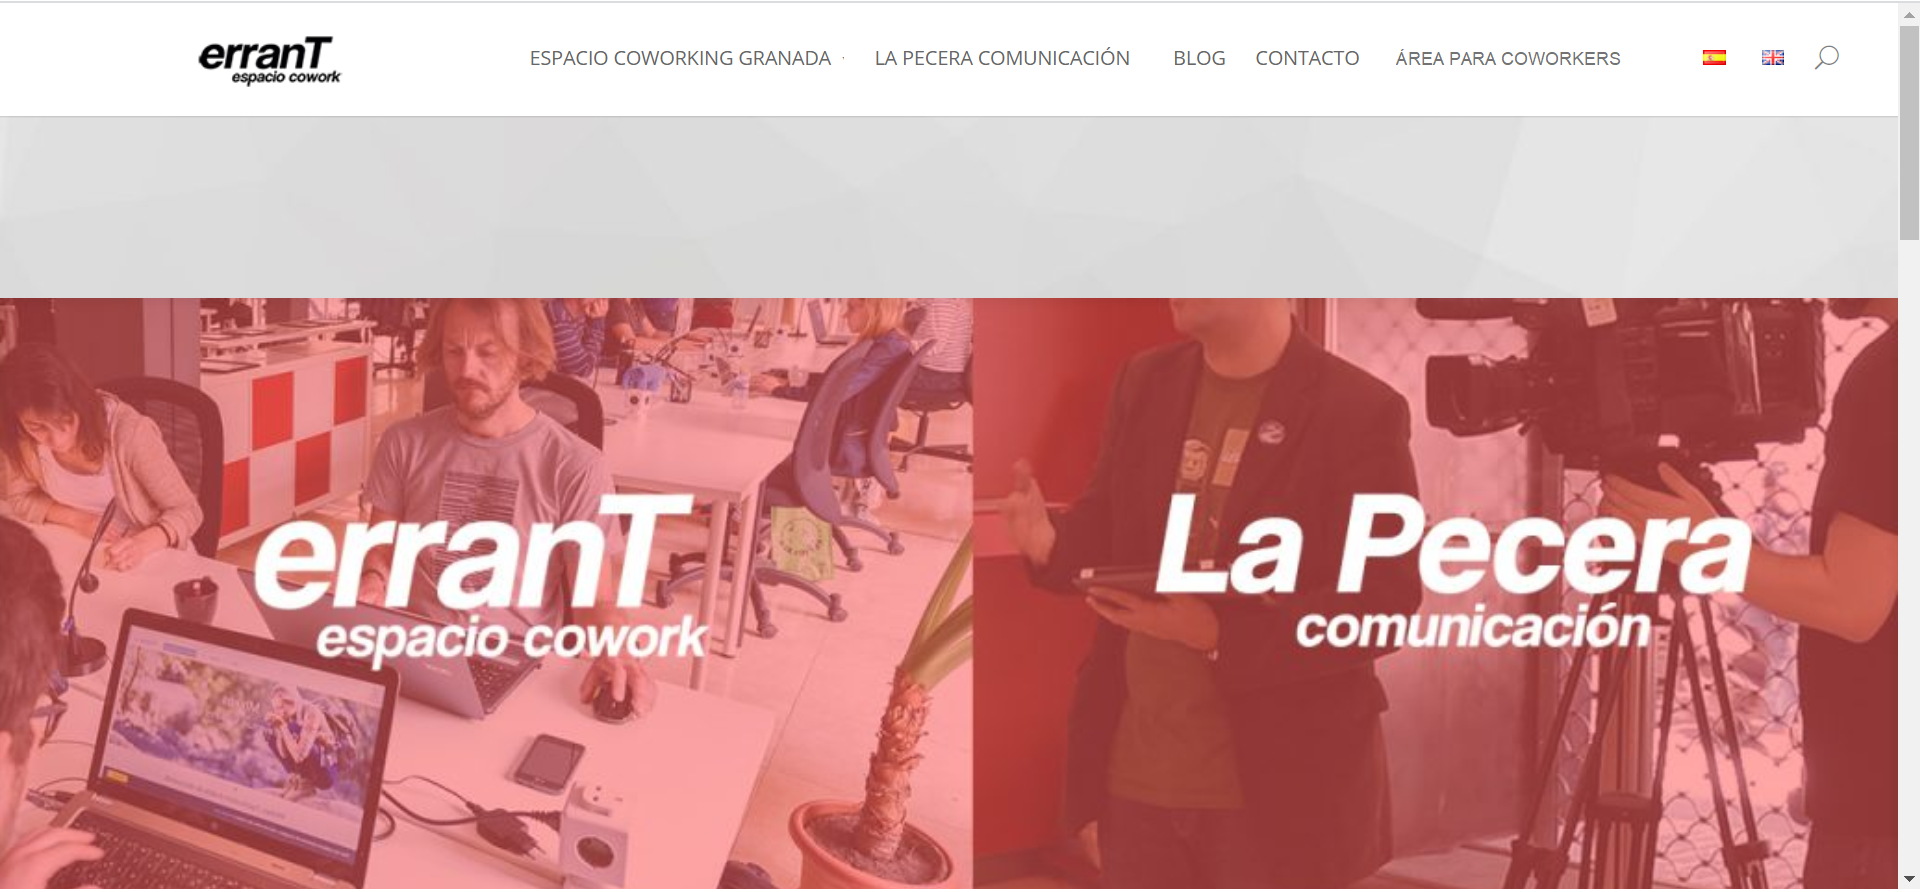 erranT
espacio cowork
ESPACIO COWORKING GRANADA
LA PECERA COMUNICACIÓN
BLOG
CONTACTO
ÁREA PARA COWORKERS
erranT
espacio cowork
La Pecera
comunicación